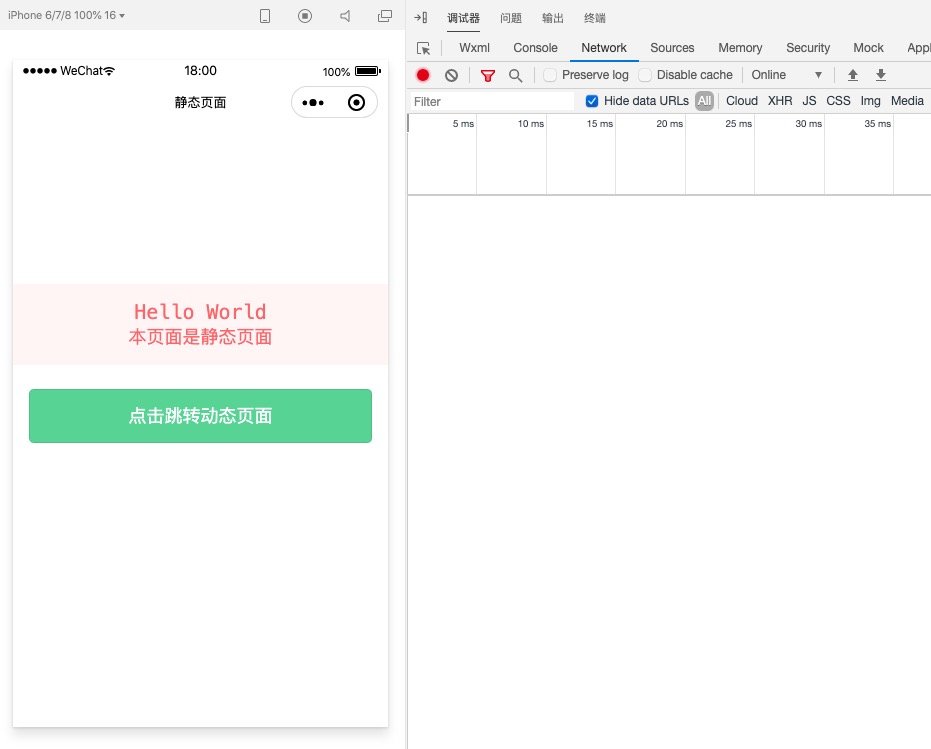 iPhone 6/7/8 100% 16
WeChat
18:00
100%
静态页面
Hello World
本页面是静态页面
点击跳转动态页面
调试器 问题 输出 终端
Wxml Console Network Sources Memory Security Mock Appl
Preserve log Disable cache Online
Filter Hide data URLs All Cloud XHR JS CSS Img Media
5 ms 10 ms 15 ms 20 ms 25 ms 30 ms 35 ms